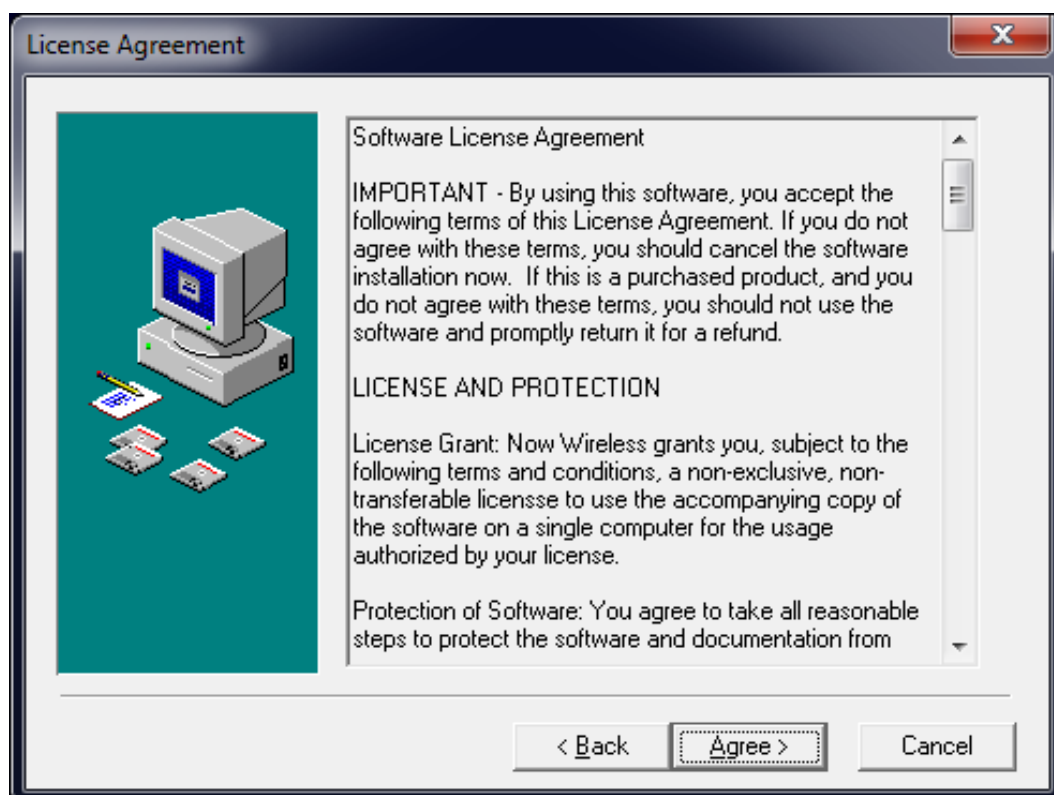 License Agreement
Software License Agreement
IMPORTANT - By using this software, you accept the
following terms of this License Agreement. If you do not
agree with these terms, you should cancel the software
installation now.  If this is a purchased product, and you
do not agree with these terms, you should not use the
software and promptly return it for a refund.
LICENSE AND PROTECTION
License Grant: Now Wireless grants you, subject to the
following terms and conditions, a non-exclusive, non-
transferable licensse to use the accompanying copy of
the software on a single computer for the usage
authorized by your license.
Protection of Software: You agree to take all reasonable
steps to protect the software and documentation from
< Back
Agree >
Cancel